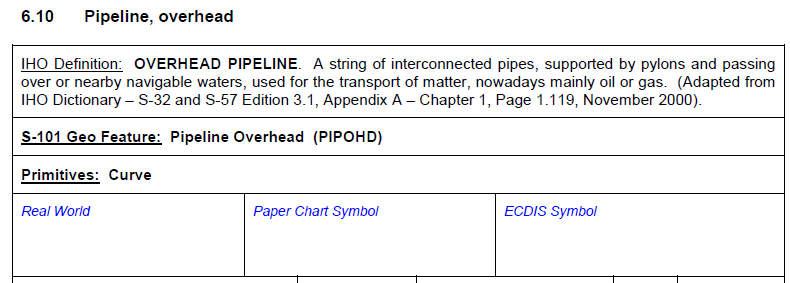 6.10 Pipeline, overhead
IHO Definition: OVERHEAD PIPELINE. A string of interconnected pipes, supported by pylons and passing
over or nearby navigable waters, used for the transport of matter, nowadays mainly oil or gas. (Adapted from
IHO Dictionary – S-32 and S-57 Edition 3.1, Appendix A – Chapter 1, Page 1.119, November 2000).
S-101 Geo Feature: Pipeline Overhead (PIPOHD)
Primitives: Curve
Real World Paper Chart Symbol ECDIS Symbol